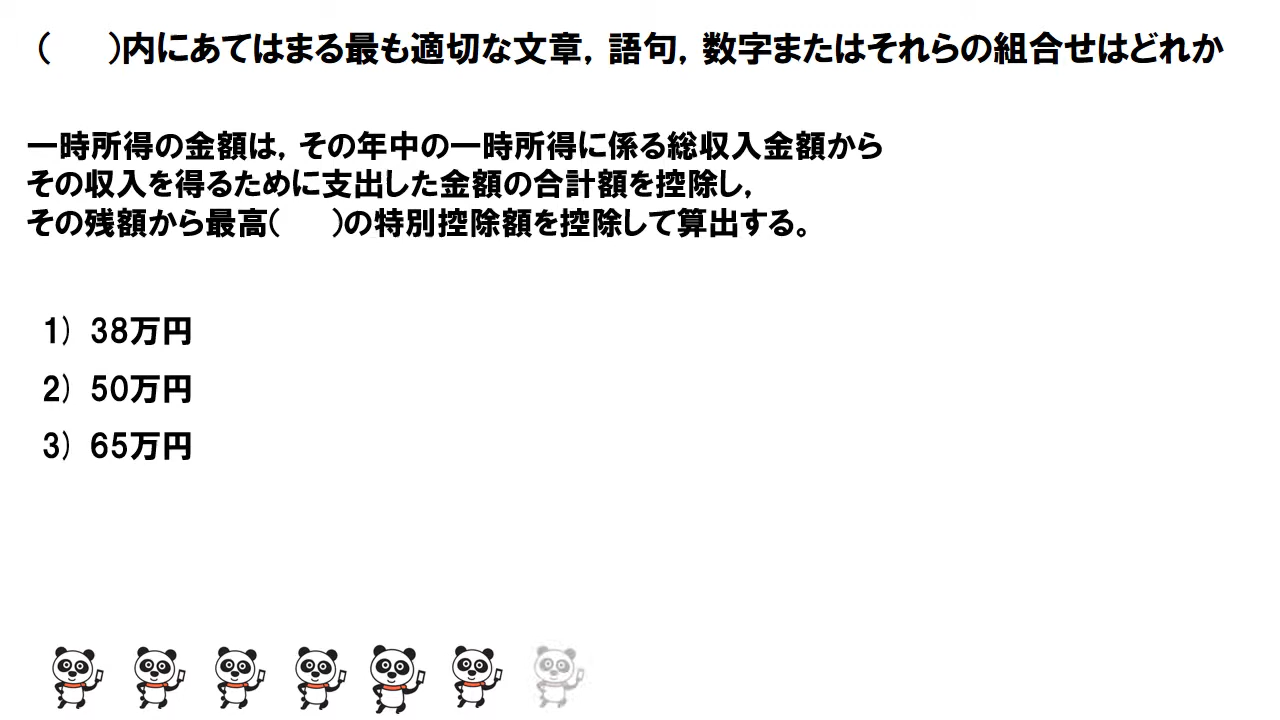 (　　)内にあてはまる最も適切な文章，語句，数字またはそれらの組合せはどれか
一時所得の金額は，その年中の一時所得に係る総収入金額から
その収入を得るために支出した金額の合計額を控除し，
その残額から最高(　　)の特別控除額を控除して算出する。
1) 38万円
2) 50万円
3) 65万円